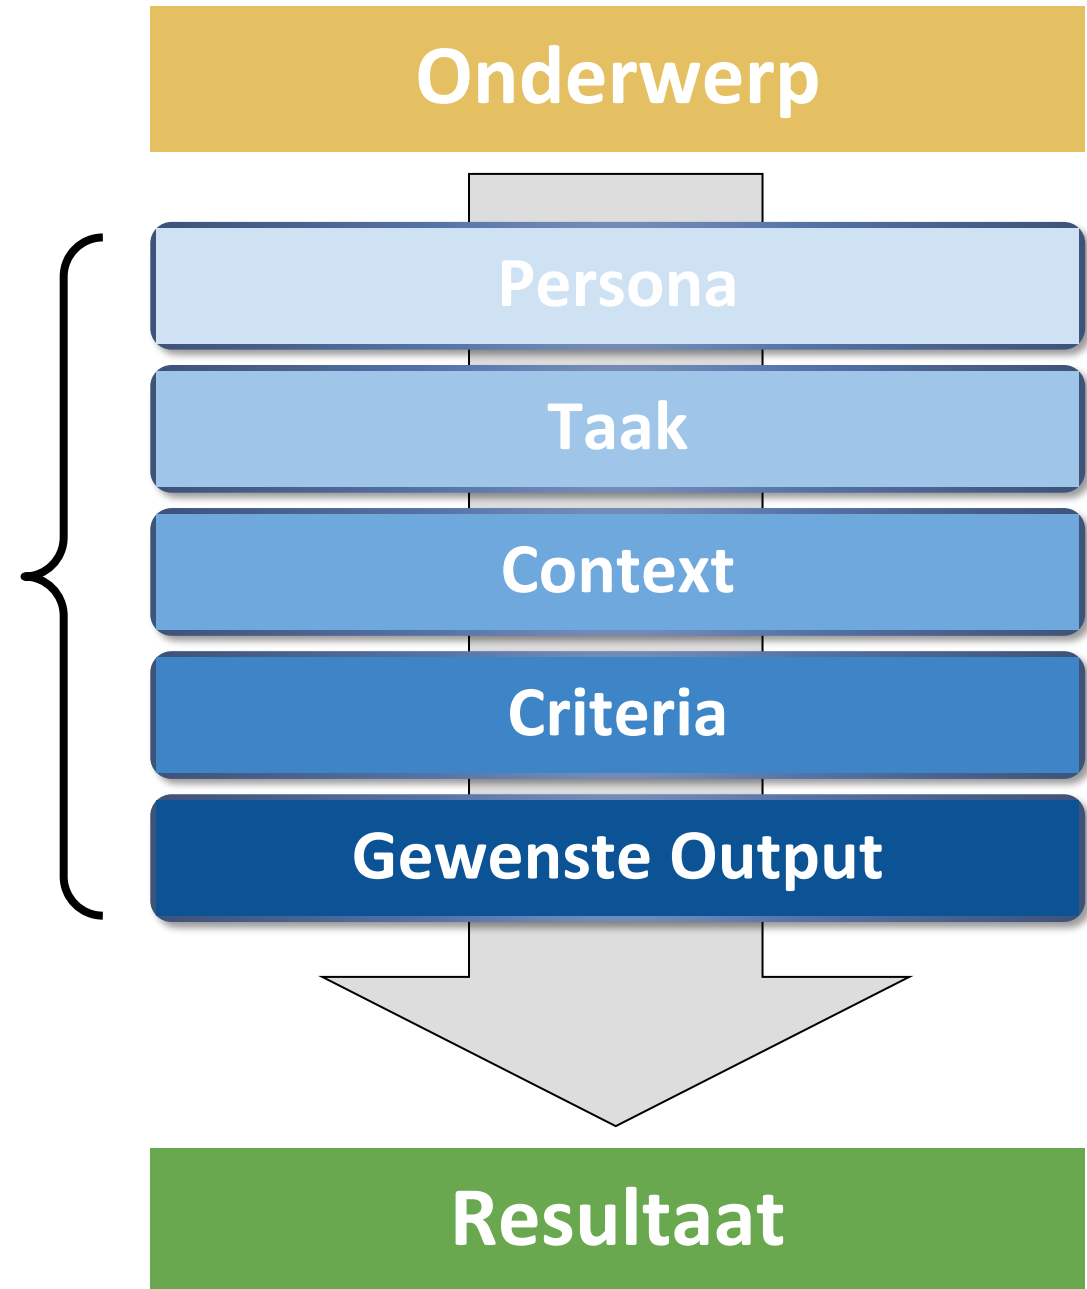 Onderwerp
Persona
Taak
Context
Criteria
Gewenste Output
Resultaat